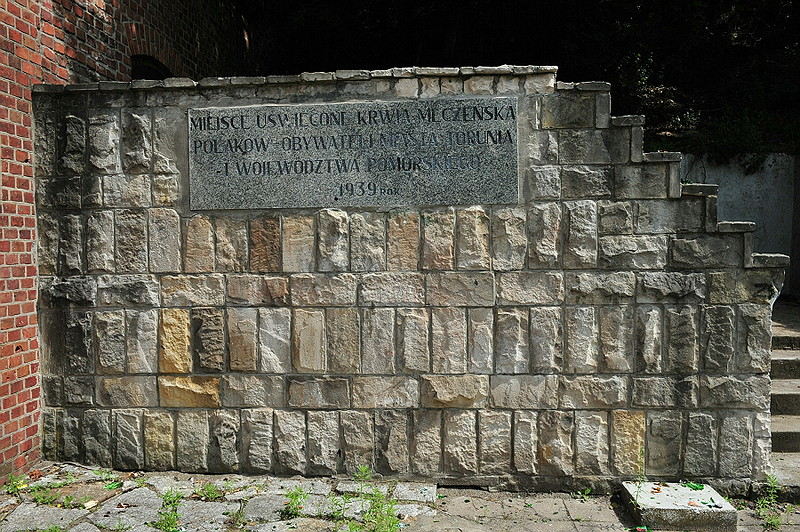 MIEJSCE UŚWIĘCONE KRWIĄ MĘCZEŃSKĄ
POLAKÓW - OBYWATELI MIASTA TORUNIA
- I WOJEWÓDZTWA POMORSKIEGO -
1939 ROK